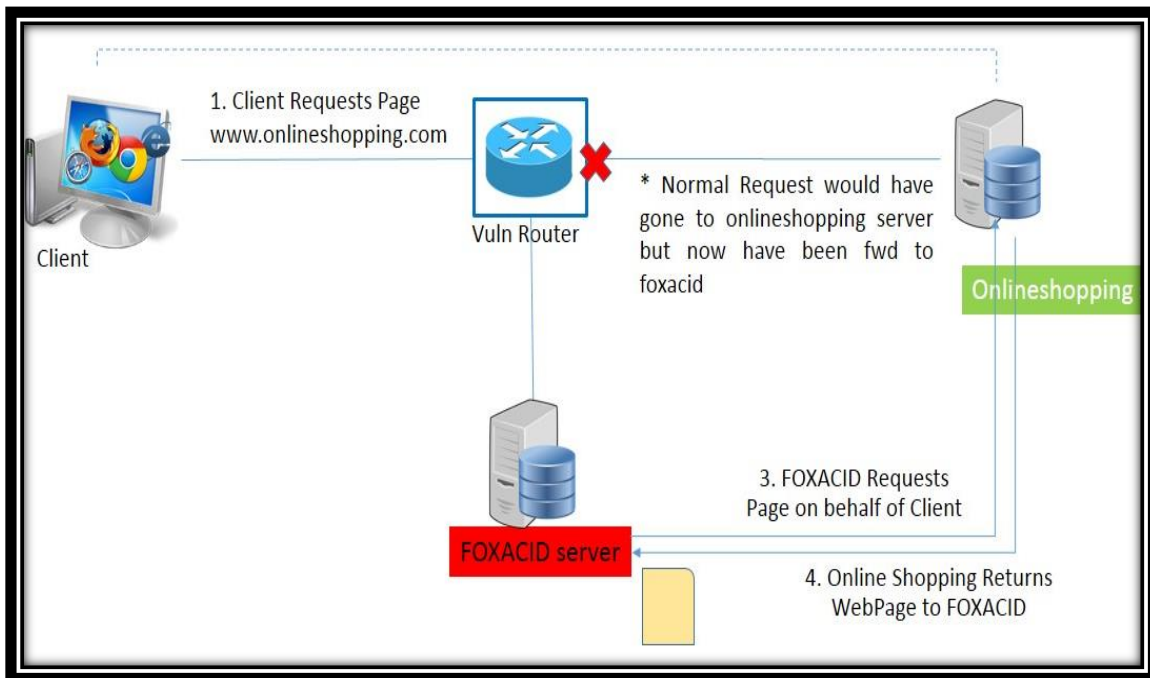 1. Client Requests Page
www.onlineshopping.com
Client
Vuln Router
* Normal Request would have
gone to onlineshopping server
but now have been fwd to
foxacid
Onlineshopping
FOXACID server
3. FOXACID Requests
Page on behalf of Client
4. Online Shopping Returns
WebPage to FOXACID